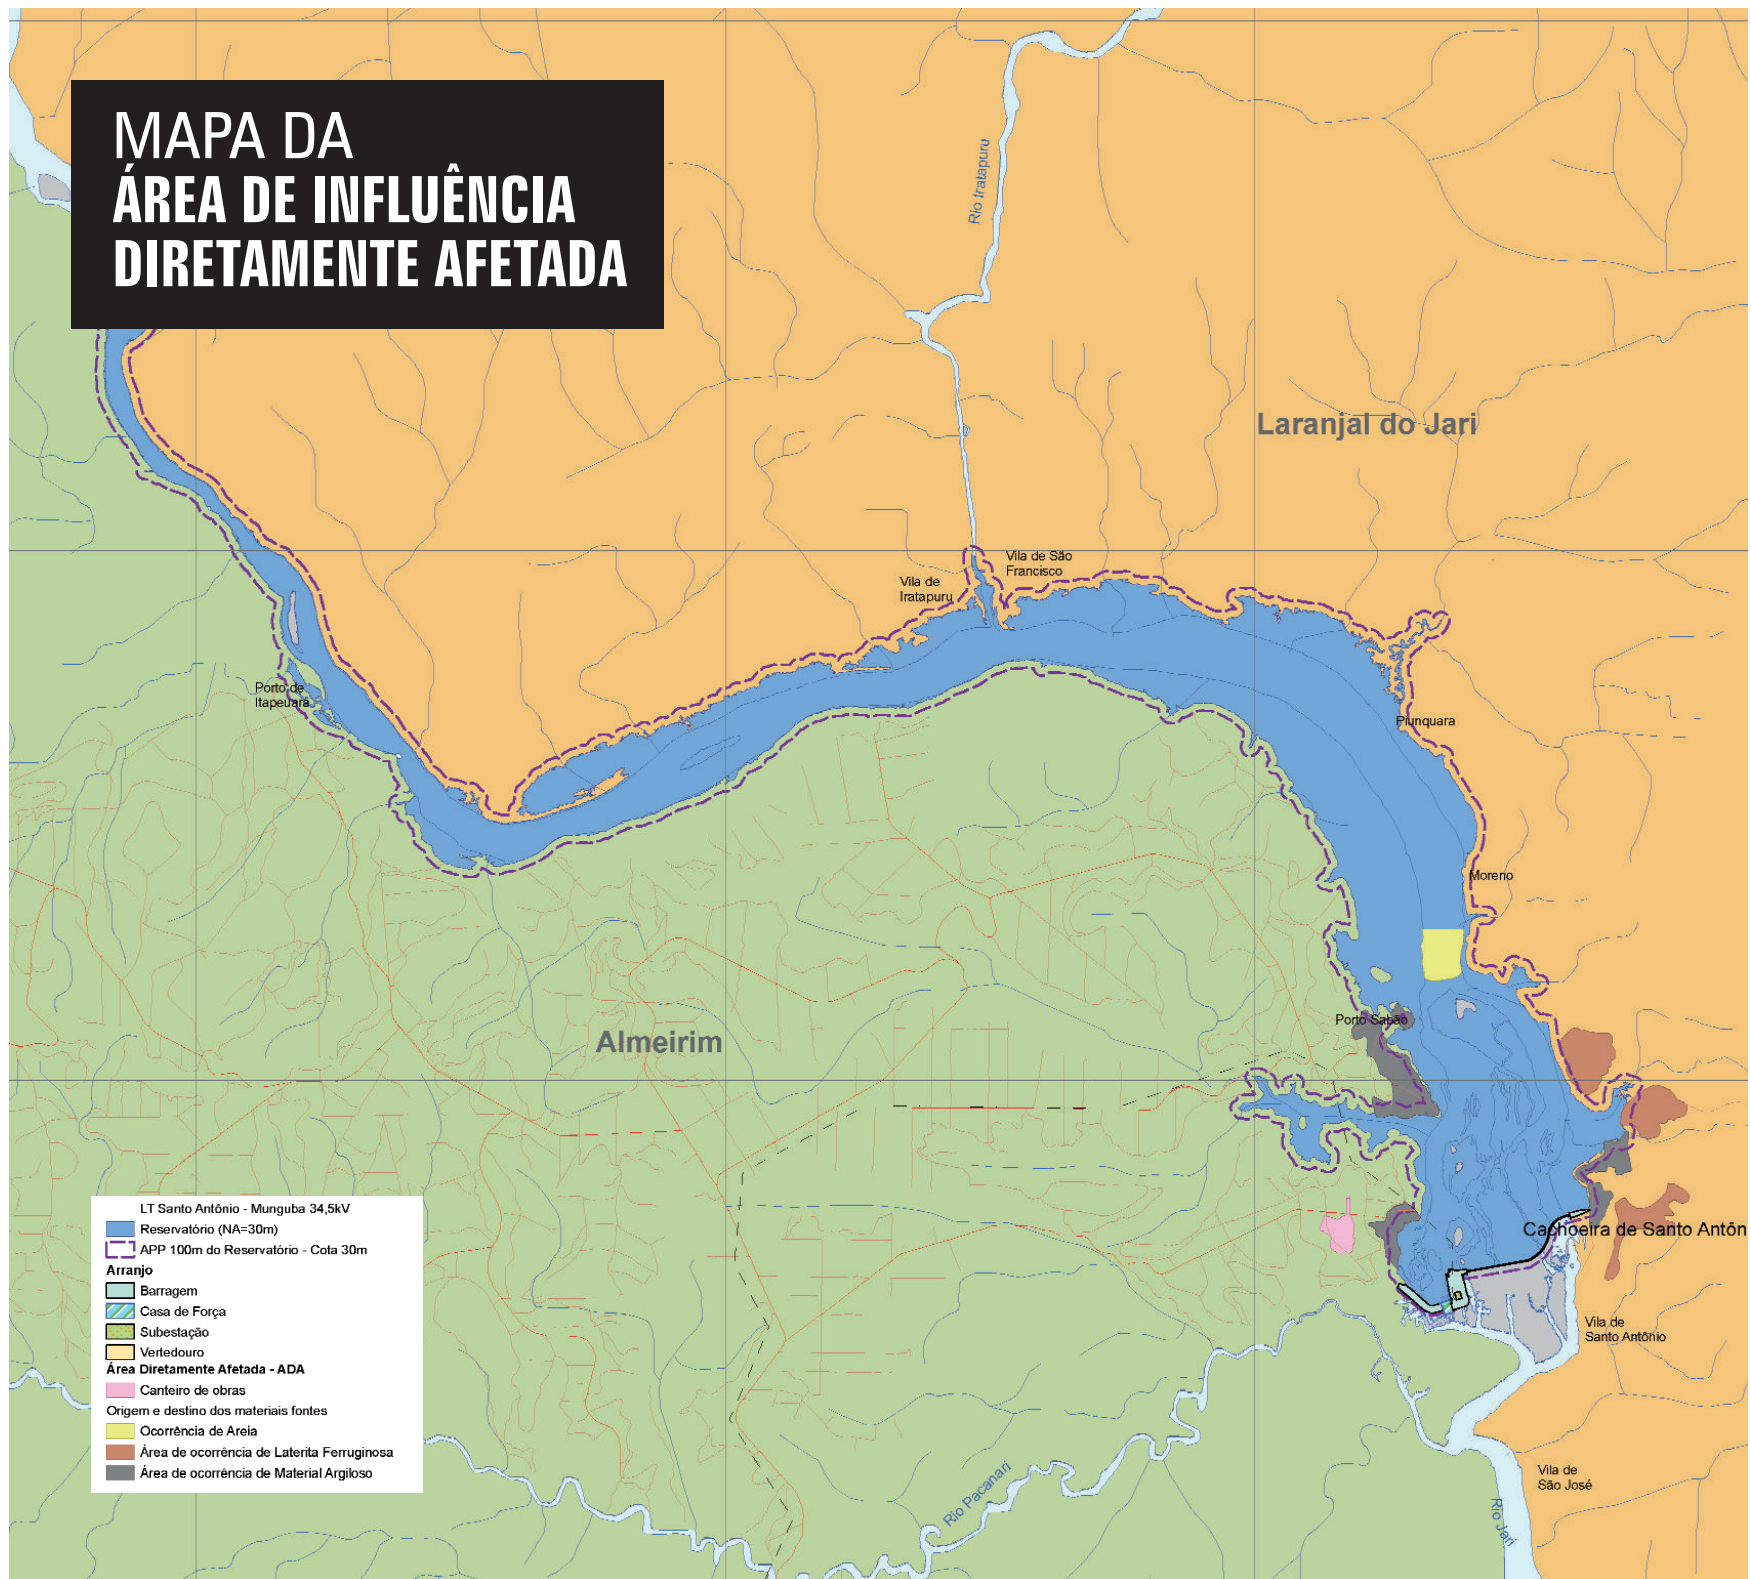 MAPA DA
ÁREA DE INFLUÊNCIA
DIRETAMENTE AFETADA
Rio Iratapuru
Laranjal do Jari
Vila de São
Francisco
Vila de
Iratapuru
Porto de
Itapeuara
Piunquara
Moreno
Porto Sabão
Almeirim
Cachoeira de Santo Antôn
Vila de
Santo Antônio
Vila de
São José
Rio Pacanari
Rio Jari
LT Santo Antônio - Munguba 34,5kV
Reservatório (NA=30m)
APP 100m do Reservatório - Cota 30m
Arranjo
Barragem
Casa de Força
Subestação
Vertedouro
Área Diretamente Afetada - ADA
Canteiro de obras
Origem e destino dos materiais fontes
Ocorrência de Areia
Área de ocorrência de Laterita Ferruginosa
Área de ocorrência de Material Argiloso